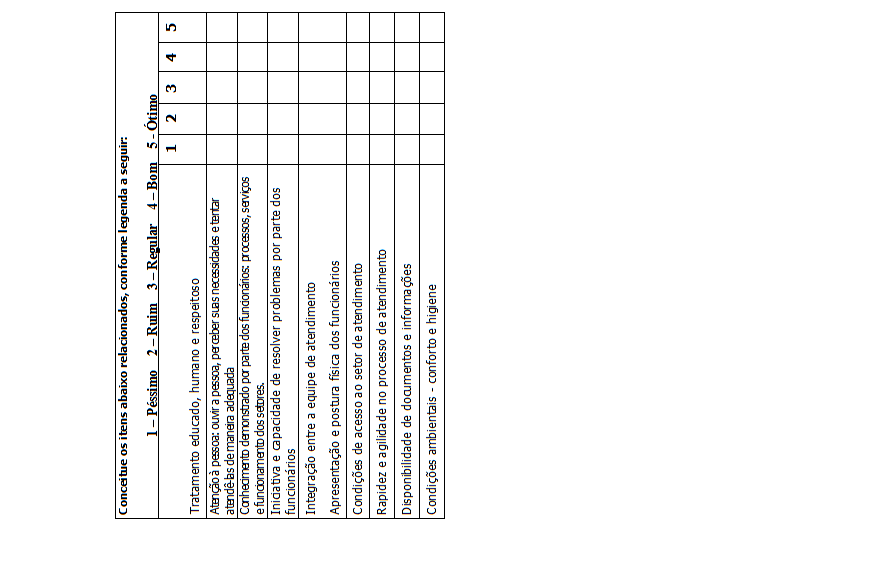 Conceitue os itens abaixo relacionados, conforme legenda a seguir:
1 – Péssimo 2 – Ruim 3 – Regular 4 – Bom 5 - Ótimo
1 2 3 4 5
Tratamento educado, humano e respeitoso
Atenção à pessoa: ouvir a pessoa, perceber suas necessidades e tentar
atendê-las de maneira adequada
Conhecimento demonstrado por parte dos funcionários: processos, serviços
e funcionamento dos setores.
Iniciativa e capacidade de resolver problemas por parte dos
funcionários
Integração entre a equipe de atendimento
Apresentação e postura física dos funcionários
Condições de acesso ao setor de atendimento
Rapidez e agilidade no processo de atendimento
Disponibilidade de documentos e informações
Condições ambientais - conforto e higiene